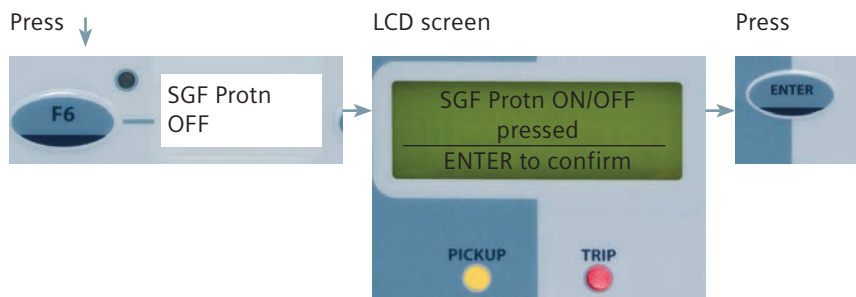 Press
LCD screen
Press
F6
SGF Protn
OFF
SGF Protn ON/OFF
pressed
ENTER to confirm
ENTER
PICKUP
TRIP